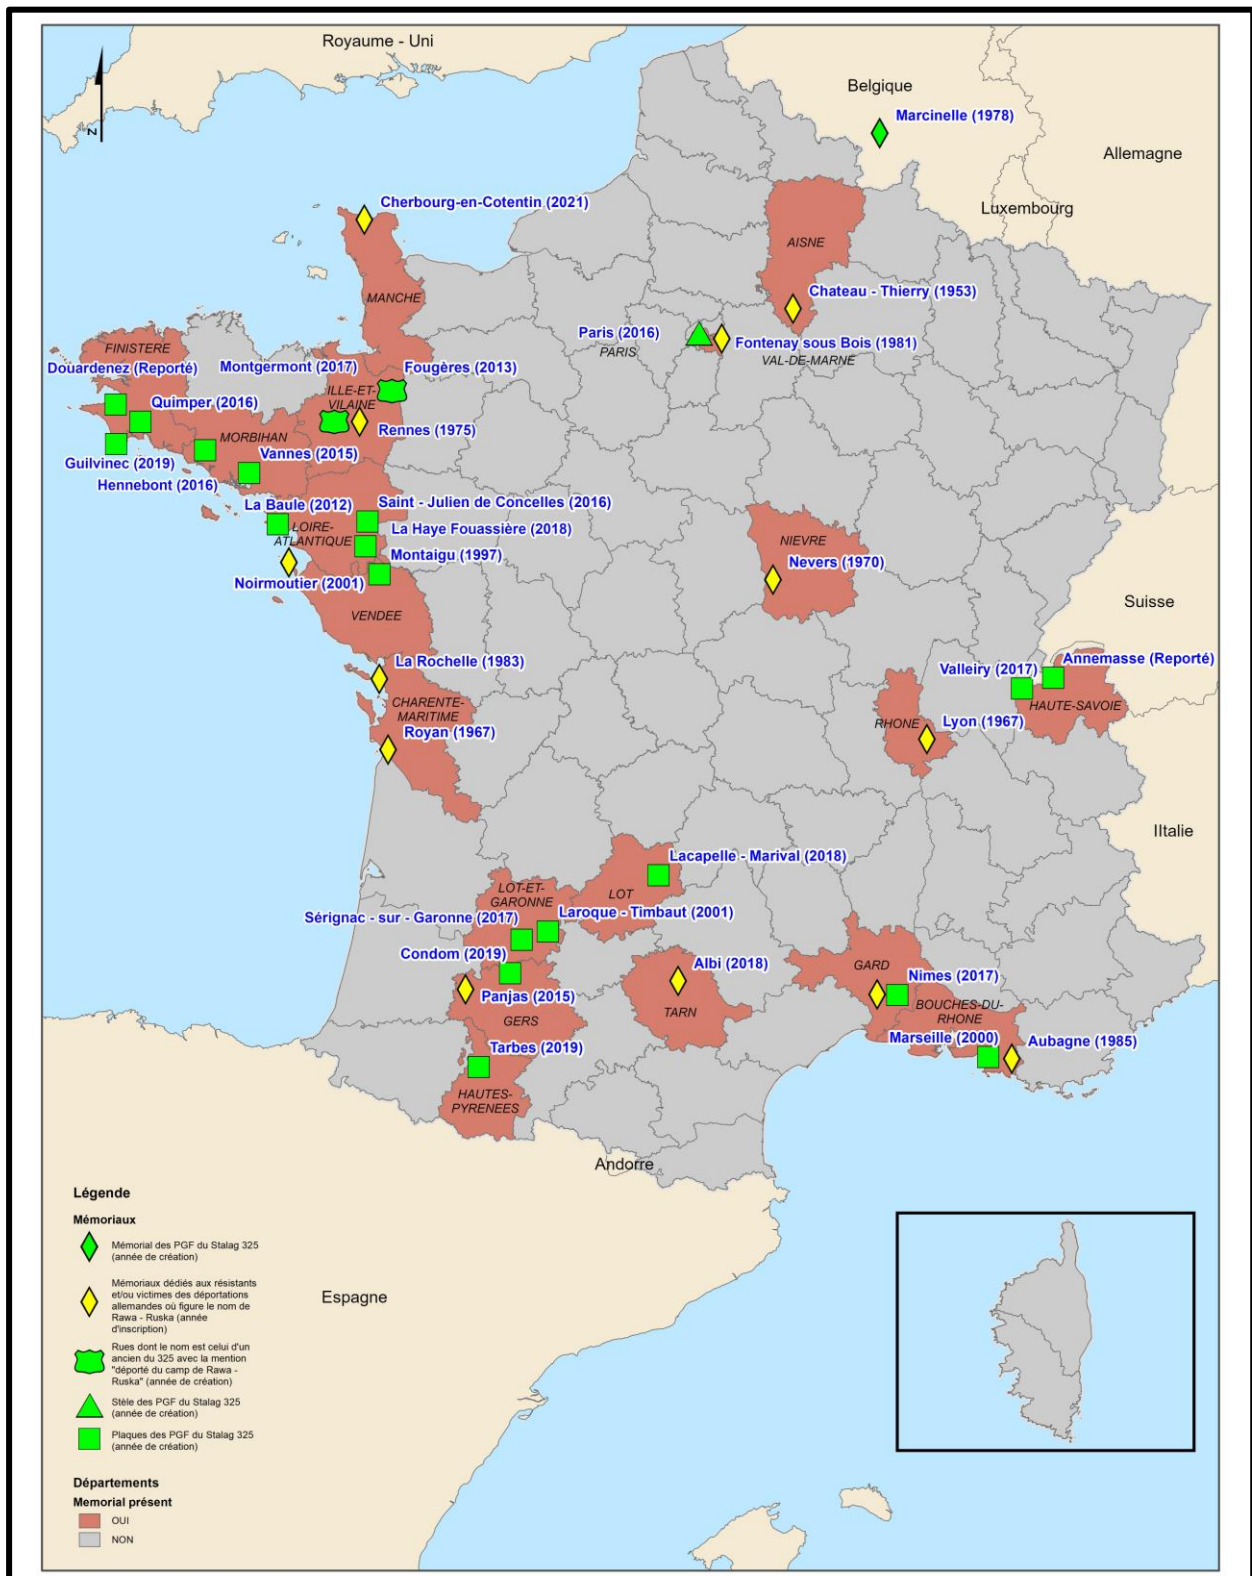 Royaume - Uni
Belgique
Marcinelle (1978)
Allemagne
Luxembourg
N
Cherbourg-en-Cotentin (2021)
AISNE
MANCHE
Chateau - Thierry (1953)
Paris (2016)
PARIS
Fontenay sous Bois (1981)
VAL-DE-MARNE
FINISTERE
Douardenez (Reporté)
Montgermont (2017)
Fougères (2013)
ILLE-ET-
VILAINE
Quimper (2016)
Rennes (1975)
MORBIHAN
Vannes (2015)
Guilvinec (2019)
Hennebont (2016)
La Baule (2012)
Saint - Julien de Concelles (2016)
LOIRE-
ATLANTIQUE
La Haye Fouassière (2018)
Montaigu (1997)
Noirmoutier (2001)
NIEVRE
Nevers (1970)
VENDEE
Suisse
La Rochelle (1983)
Valleiry (2017)
Annemasse (Reporté)
HAUTE-SAVOIE
CHARENTE-
MARITIME
Royan (1967)
RHONE
Lyon (1967)
IItalie
Lacapelle - Marival (2018)
LOT-ET-
GARONNE
LOT
Sérignac - sur - Garonne (2017)
Laroque - Timbaut (2001)
Condom (2019)
Albi (2018)
GARD
Nimes (2017)
Panjas (2015)
BOUCHES-DU-
RHONE
GERS
TARN
Marseille (2000)
Aubagne (1985)
Tarbes (2019)
HAUTES-
PYRENEES
Andorre
Espagne
Légende
Mémoriaux
Mémorial des PGF du Stalag 325
(année de création)
Mémoriaux dédiés aux résistants
et/ou victimes des déportations
allemandes où figure le nom de
Rawa - Ruska (année
d'inscription)
Rues dont le nom est celui d'un
ancien du 325 avec la mention
"déporté du camp de Rawa -
Ruska" (année de création)
Stèle des PGF du Stalag 325
(année de création)
Plaques des PGF du Stalag 325
(année de création)
Départements
Memorial présent
OUI
NON